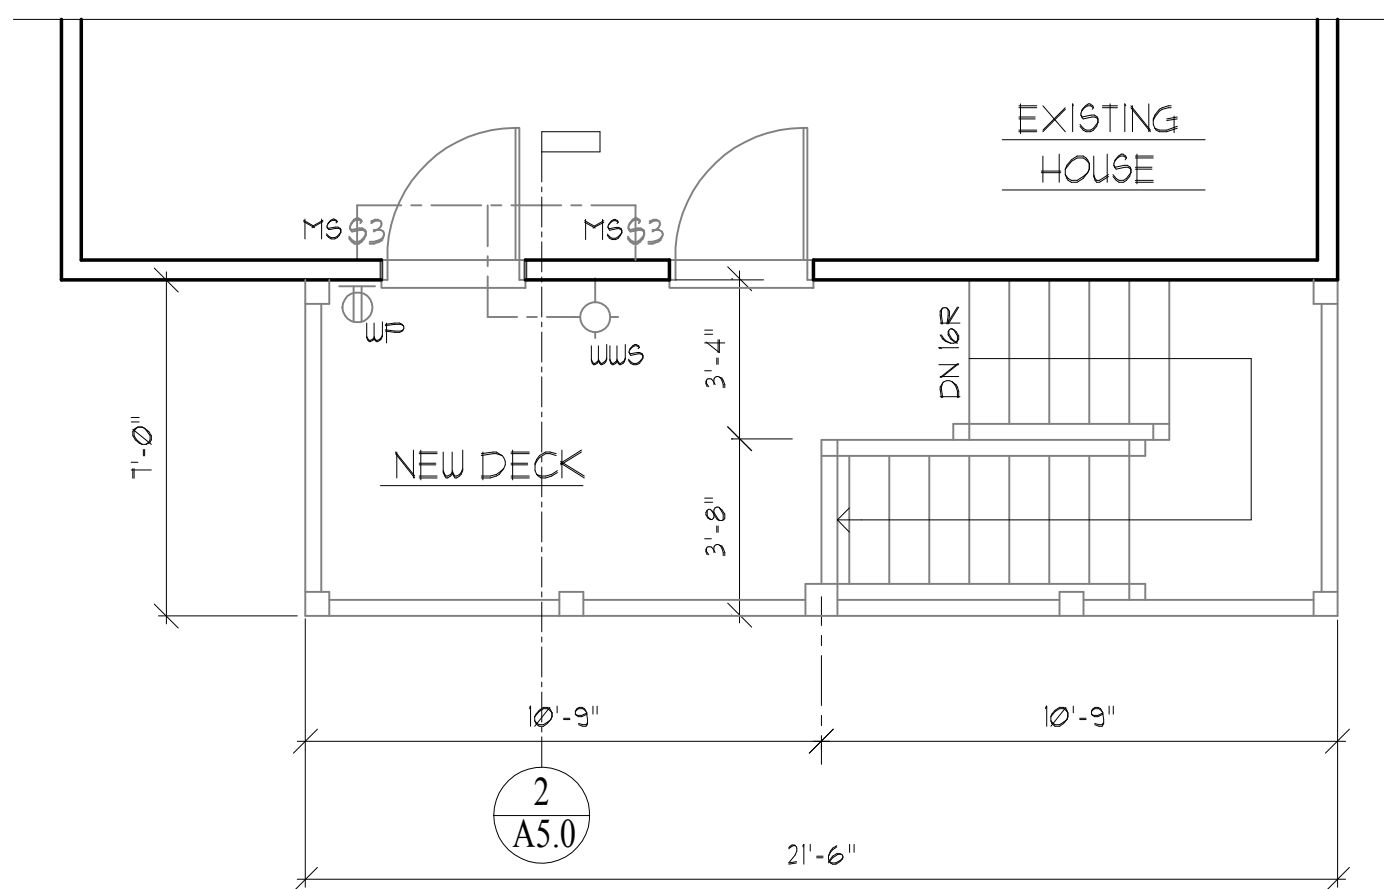 EXISTING
HOUSE
MS $3
MS $3
WP
WWS
DN 16R
3'-4"
7'-0"
NEW DECK
3'-8"
10'-9"
10'-9"
2
A5.0
21'-6"